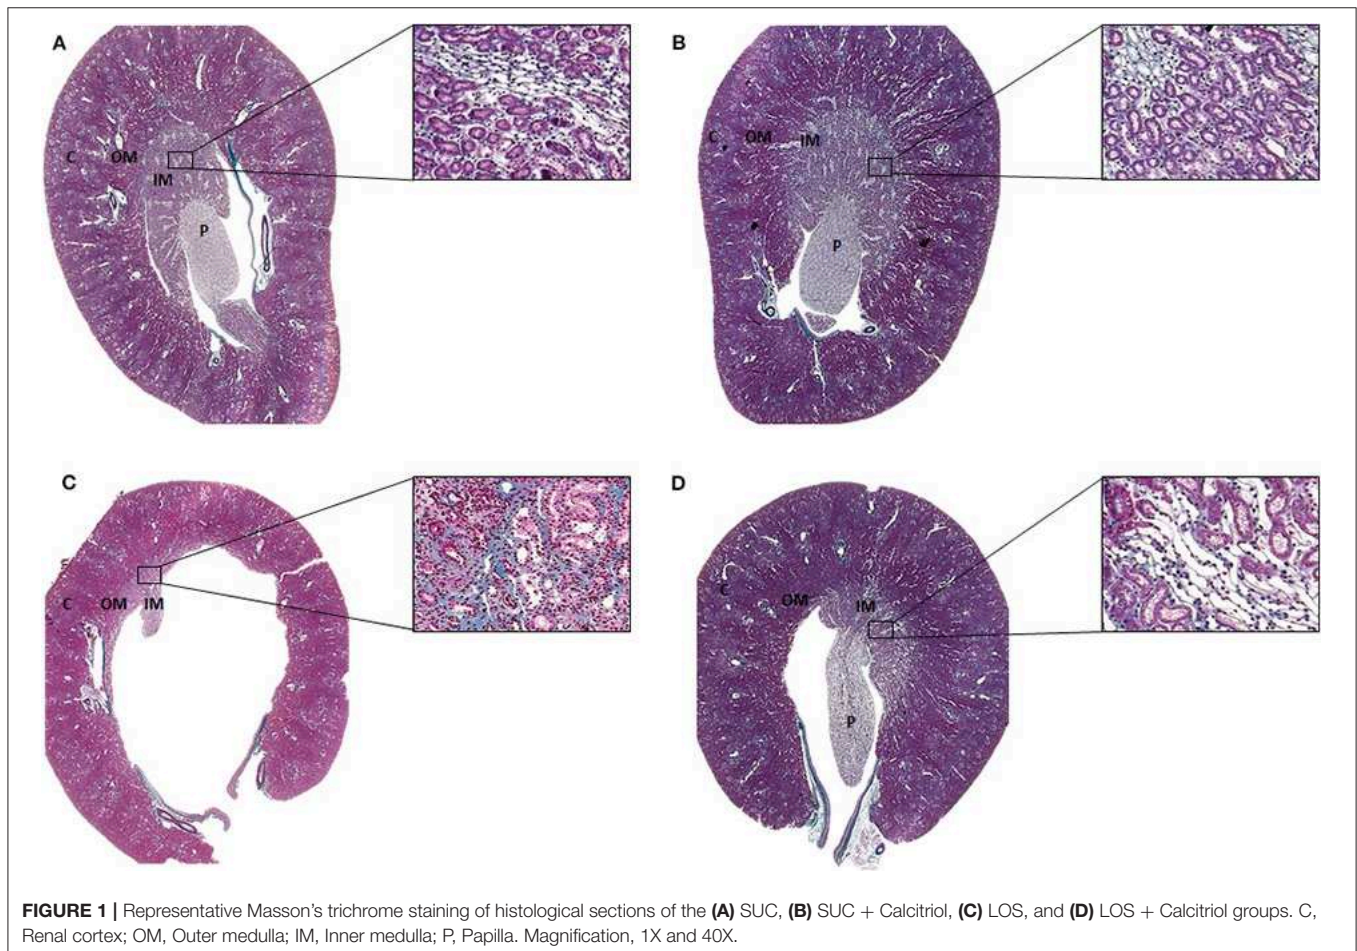 A
B
C
OM
IM
P
C
OM
IM
P
C
D
C
OM
IM
C
OM
IM
P
FIGURE 1 | Representative Masson's trichrome staining of histological sections of the (A) SUC, (B) SUC + Calcitriol, (C) LOS, and (D) LOS + Calcitriol groups. C,
Renal cortex; OM, Outer medulla; IM, Inner medulla; P, Papilla. Magnification, 1X and 40X.